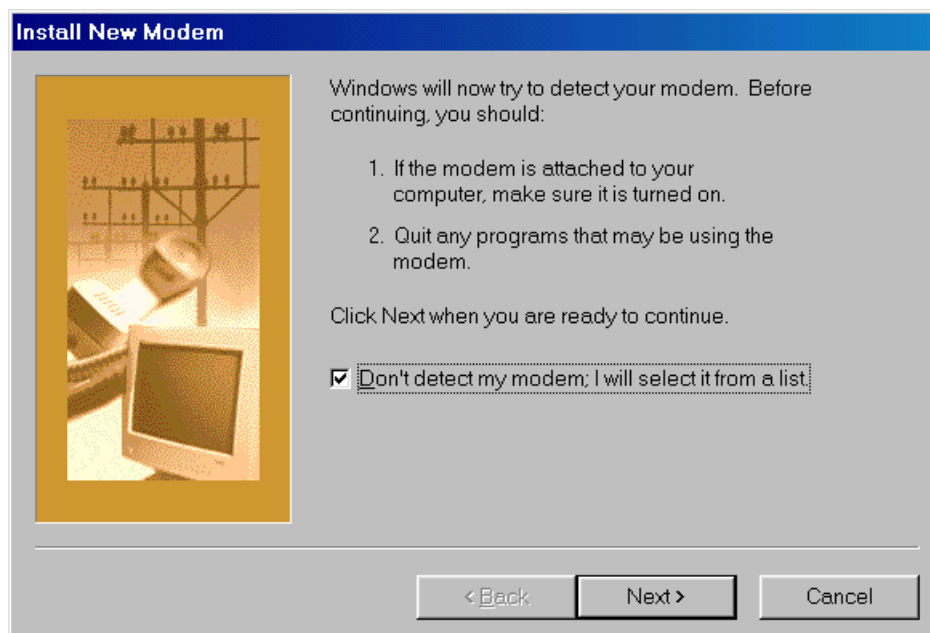 Install New Modem
Windows will now try to detect your modem. Before
continuing, you should:
1. If the modem is attached to your
computer, make sure it is turned on.
2. Quit any programs that may be using the
modem.
Click Next when you are ready to continue.
Don't detect my modem; I will select it from a list.
< Back
Next >
Cancel